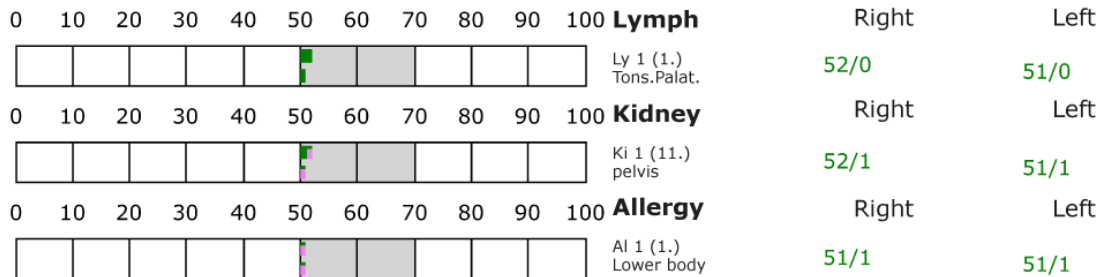 0 10 20 30 40 50 60 70 80 90 100 Lymph Right Left
Ly 1 (1.) 52/0 51/0
Tons.Palat.
0 10 20 30 40 50 60 70 80 90 100 Kidney Right Left
Ki 1 (11.) 52/1 51/1
pelvis
0 10 20 30 40 50 60 70 80 90 100 Allergy Right Left
Al 1 (1.) 51/1 51/1
Lower body